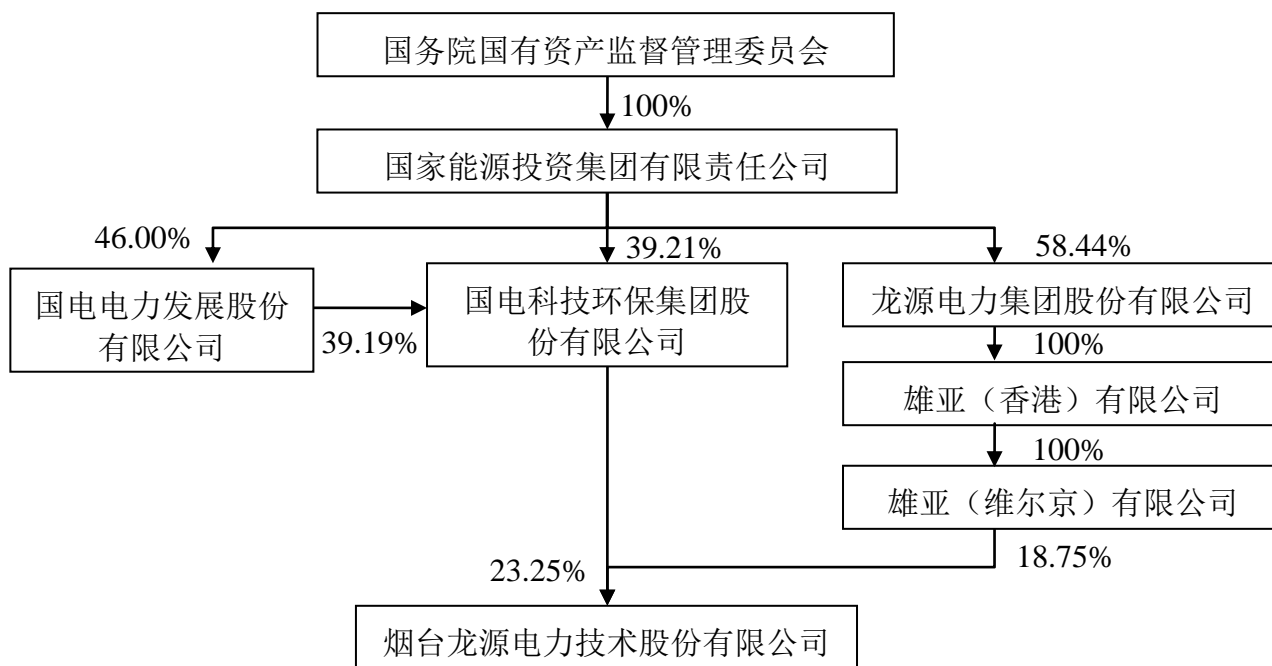 国务院国有资产监督管理委员会
100%
国家能源投资集团有限责任公司
46.00%
39.21%
58.44%
国电电力发展股份
有限公司
39.19%
国电科技环保集团股
份有限公司
龙源电力集团股份有限公司
100%
雄亚（香港）有限公司
100%
雄亚（维尔京）有限公司
23.25%
18.75%
烟台龙源电力技术股份有限公司